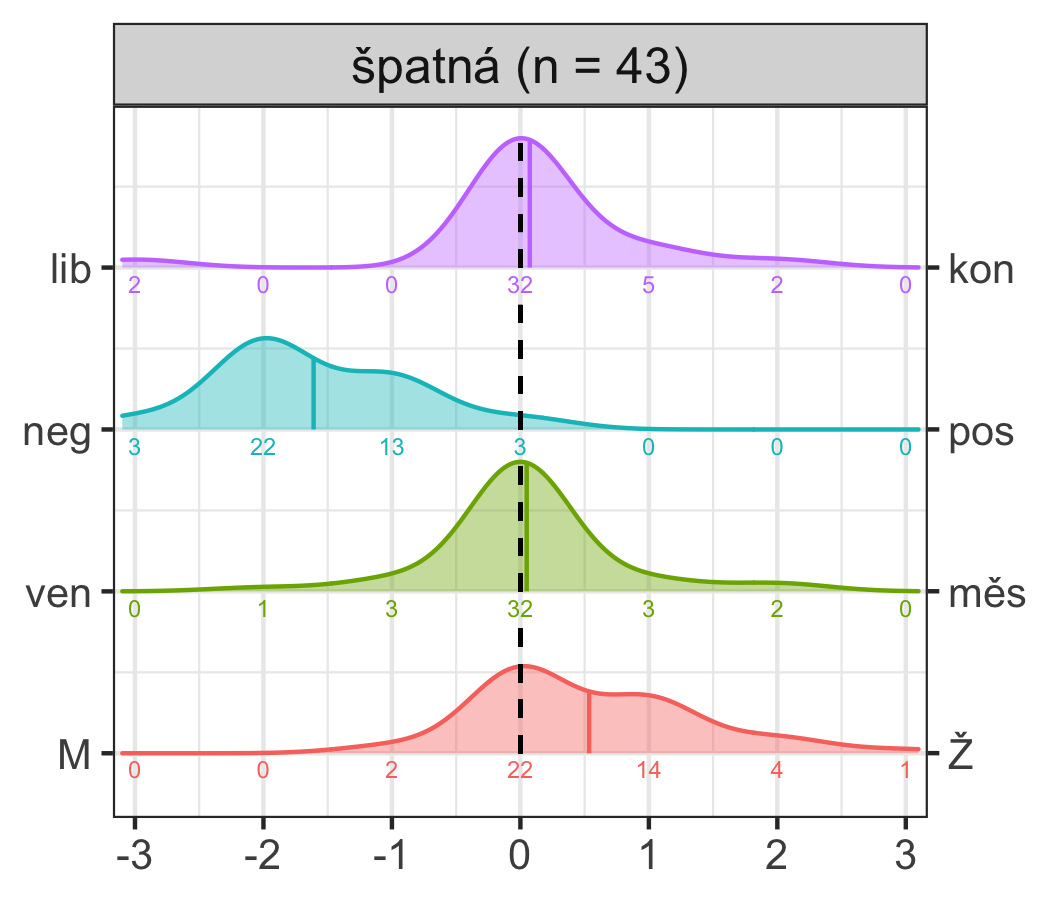 špatná (n = 43)
lib kon
2 0 0 32 5 2 0
neg pos
3 22 13 3 0 0 0
ven měs
0 1 3 32 3 2 0
M Ž
0 0 2 22 14 4 1
-3 -2 -1 0 1 2 3